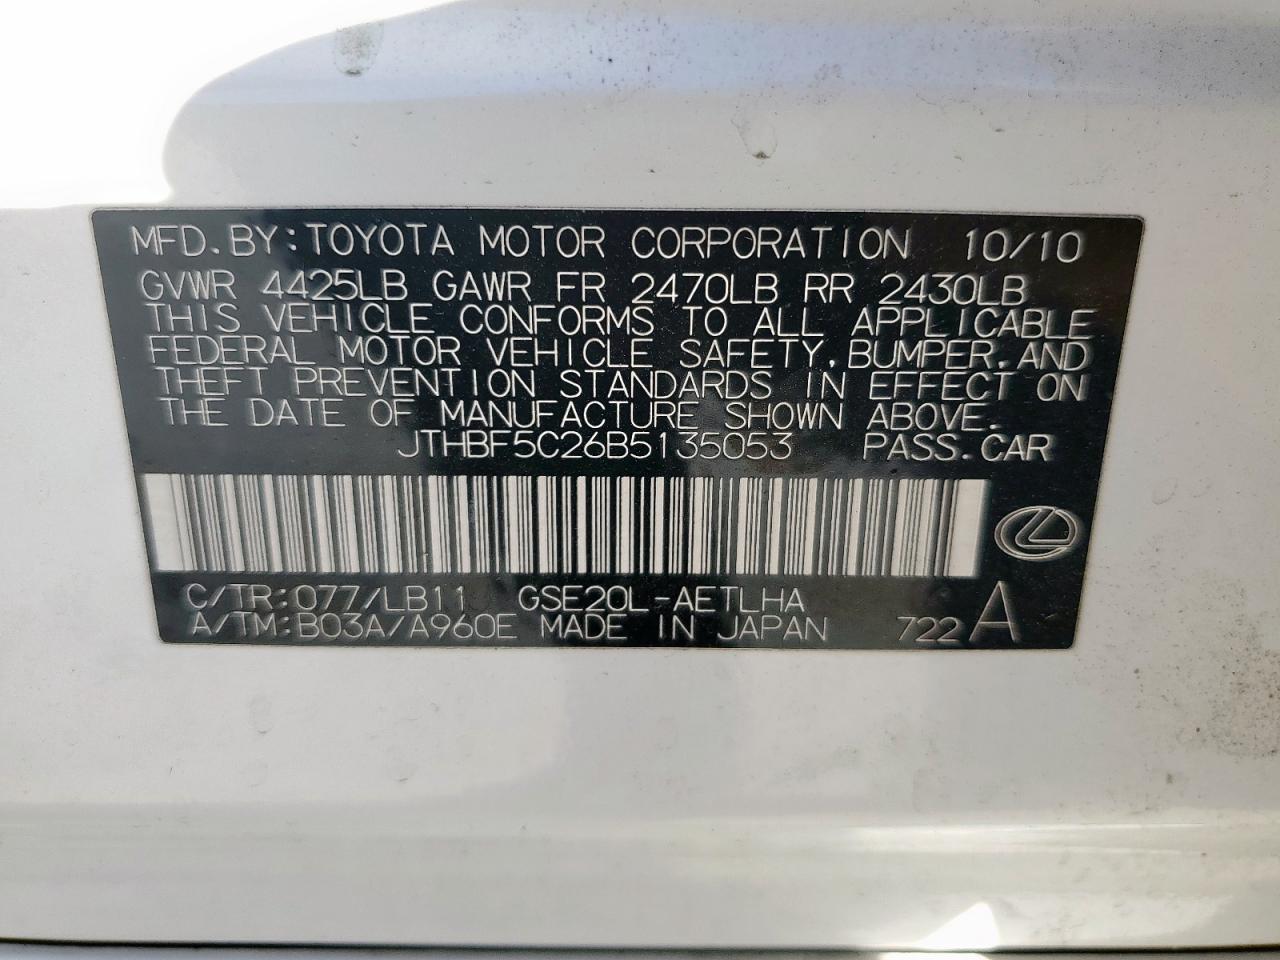 MFD.BY:TOYOTA MOTOR CORPORATION 10/10
GVWR 4425LB GAWR FR 2470LB RR 2430LB
THIS VEHICLE CONFORMS TO ALL APPLICABLE
FEDERAL MOTOR VEHICLE SAFETY,BUMPER,AND
THEFT PREVENTION STANDARDS IN EFFECT ON
THE DATE OF MANUFACTURE SHOWN ABOVE.
JTHBF5C26B5135053 PASS.CAR
C/TR:077/LB11 GSE20L-AETLHA
A/TM:B03A/A960E MADE IN JAPAN 722 A